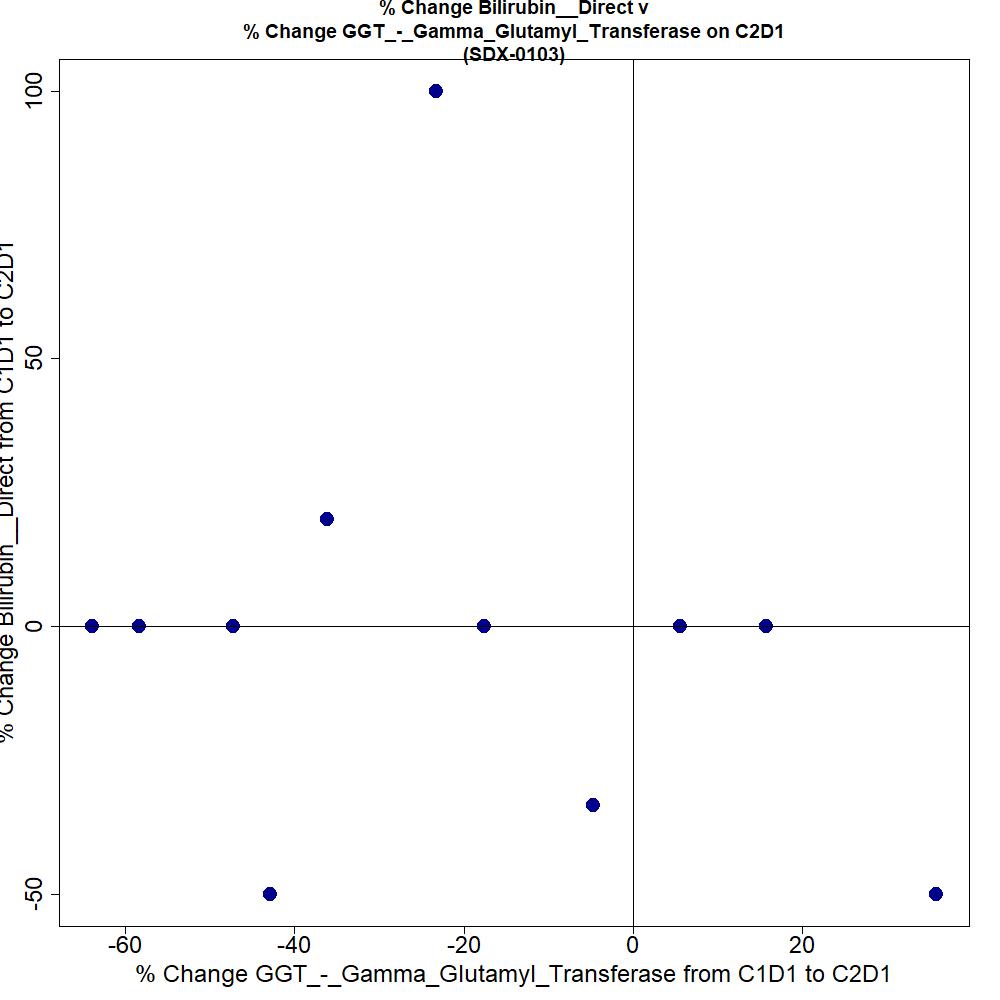 % Change Bilirubin__Direct v
% Change GGT_-_Gamma_Glutamyl_Transferase on C2D1
(SDX-0103)
% Change Bilirubin__Direct from C1D1 to C2D1
100
50
0
-50
-60
-40
-20
0
20
% Change GGT_-_Gamma_Glutamyl_Transferase from C1D1 to C2D1